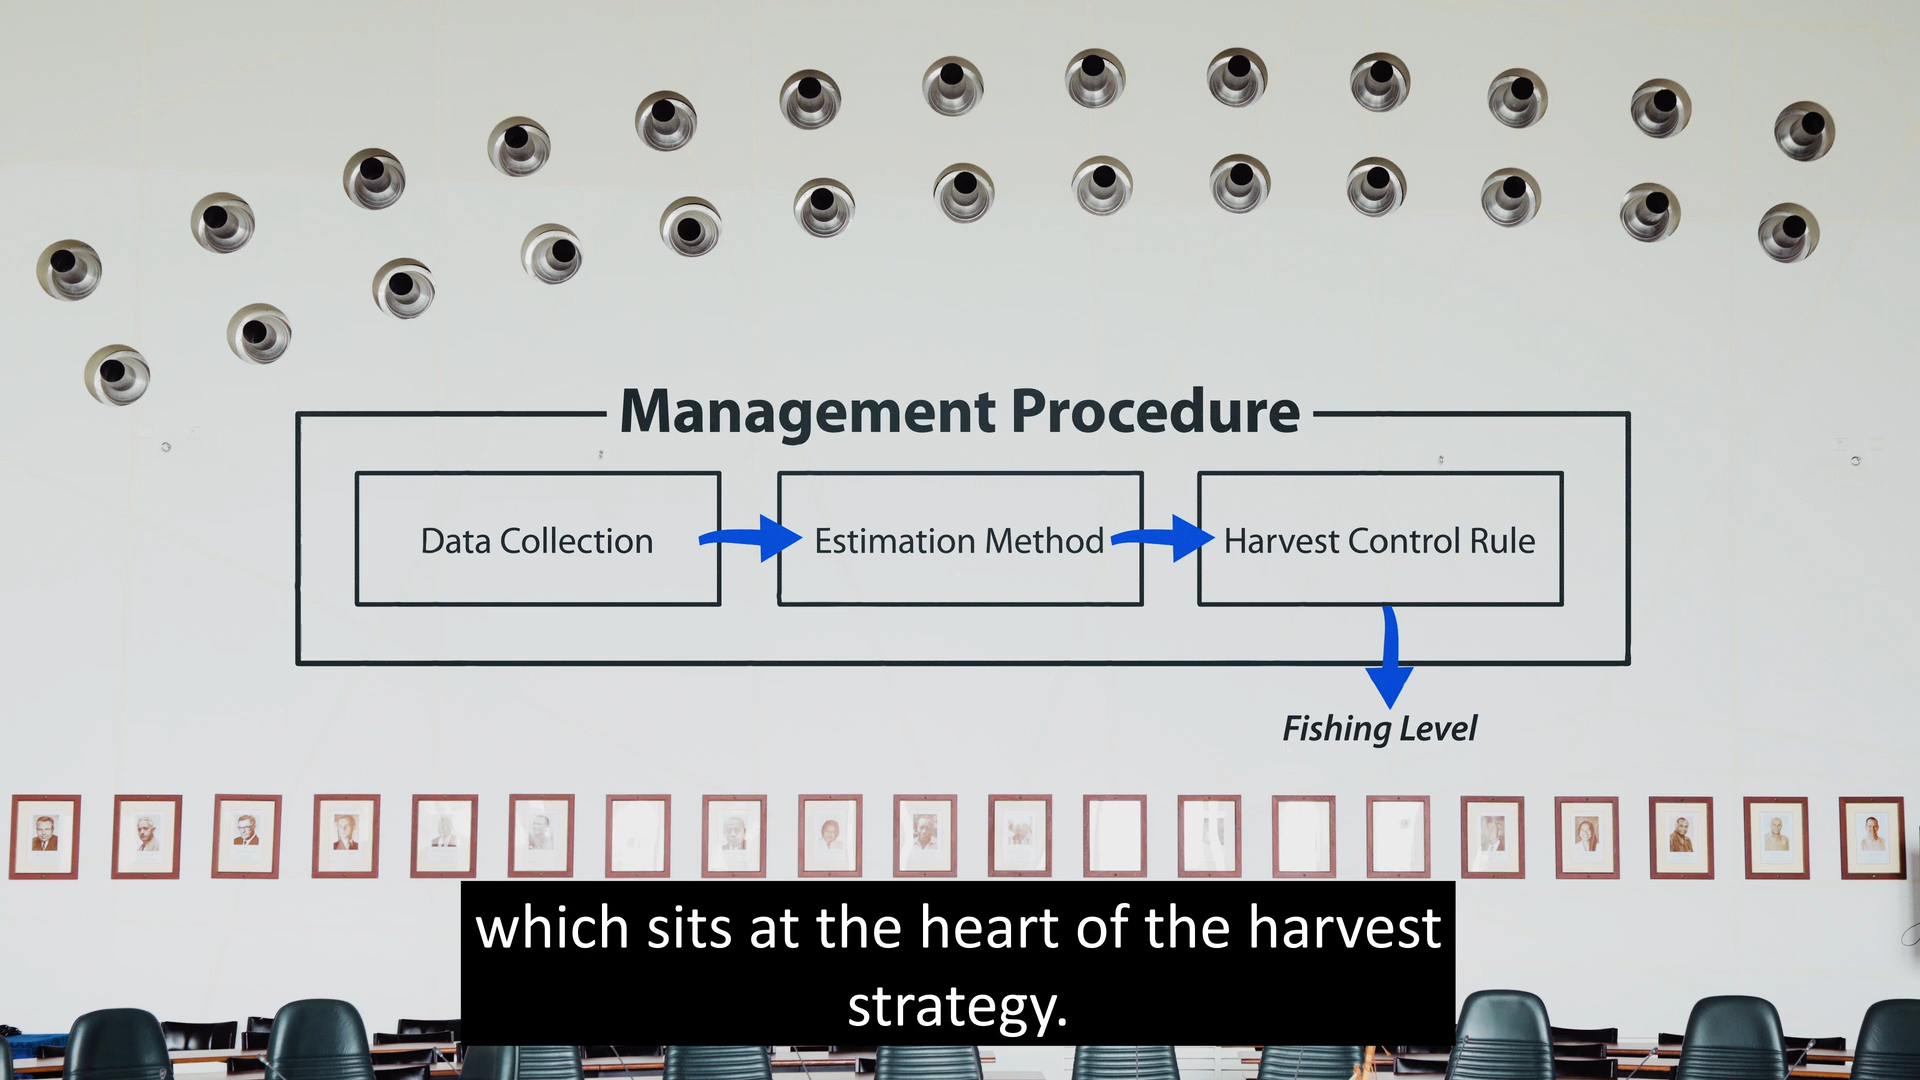 Management Procedure
Data Collection
Estimation Method
Harvest Control Rule
Fishing Level
which sits at the heart of the harvest
strategy.